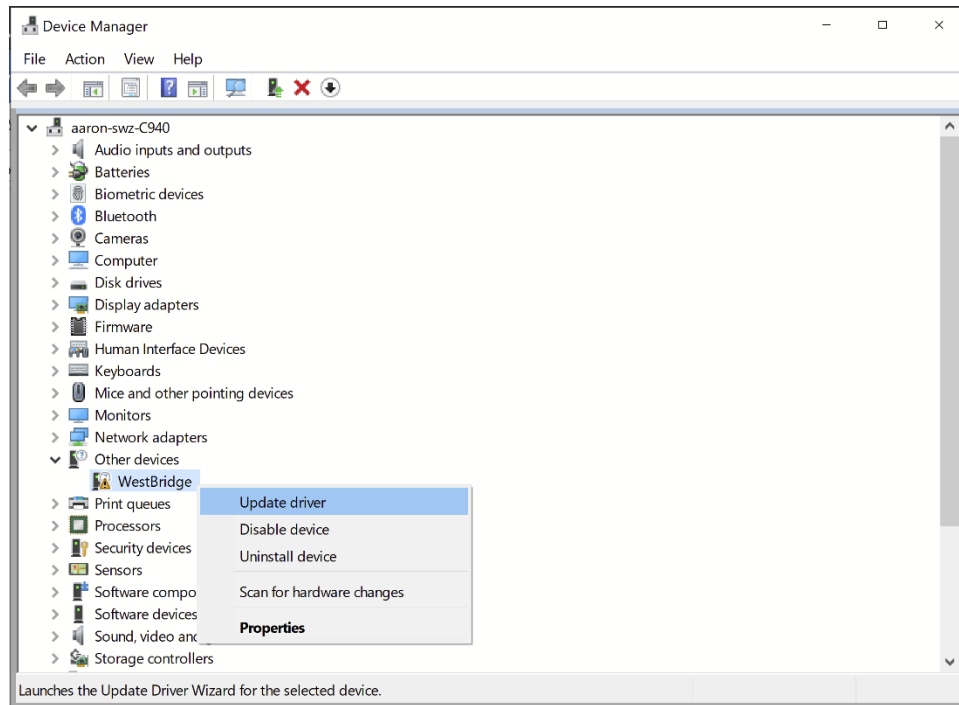 Device Manager
File Action View Help
aaron-swz-C940
Audio inputs and outputs
Batteries
Biometric devices
Bluetooth
Cameras
Computer
Disk drives
Display adapters
Firmware
Human Interface Devices
Keyboards
Mice and other pointing devices
Monitors
Network adapters
Other devices
WestBridge
Update driver
Print queues
Disable device
Processors
Uninstall device
Security devices
Sensors
Scan for hardware changes
Software compo
Software devices
Properties
Sound, video and
Storage controllers
Launches the Update Driver Wizard for the selected device.